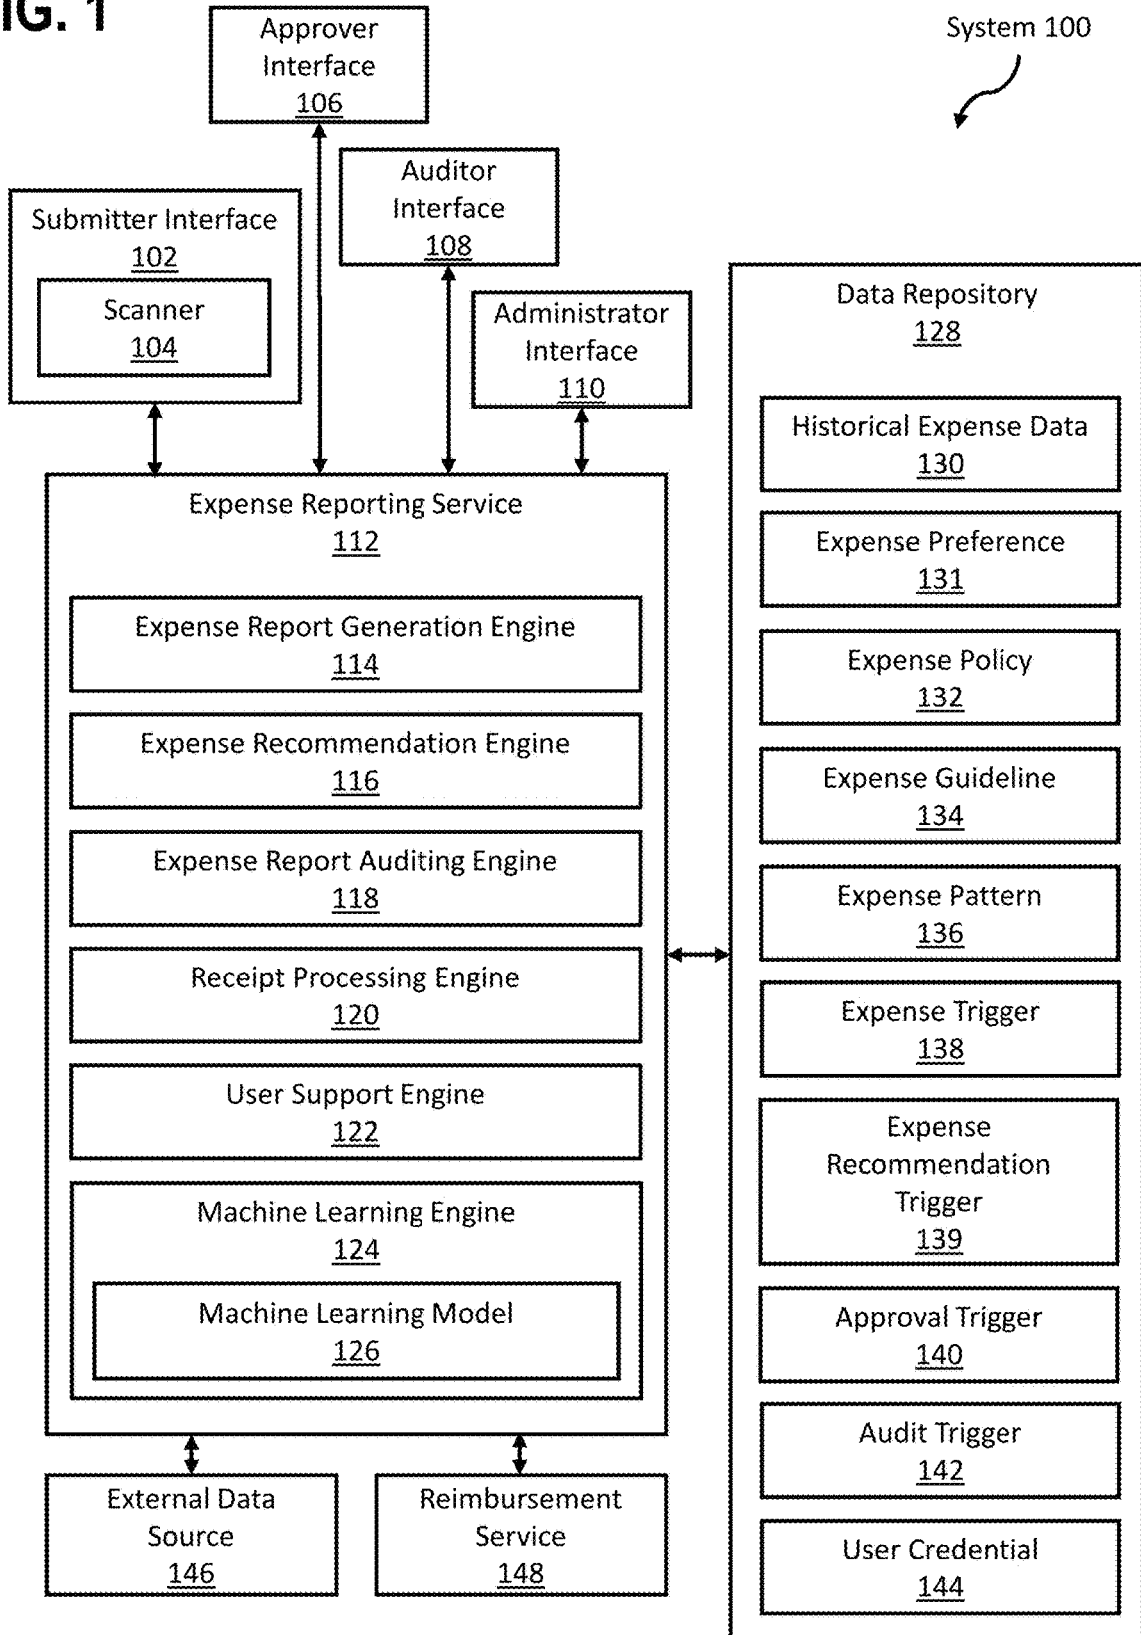 IG. 1
System 100
Approver
Interface
106
Auditor
Interface
108
Submitter Interface
102
Scanner
104
Administrator
Interface
110
Expense Reporting Service
112
Expense Report Generation Engine
114
Expense Recommendation Engine
116
Expense Report Auditing Engine
118
Receipt Processing Engine
120
User Support Engine
122
Machine Learning Engine
124
Machine Learning Model
126
External Data
Source
146
Reimbursement
Service
148
Data Repository
128
Historical Expense Data
130
Expense Preference
131
Expense Policy
132
Expense Guideline
134
Expense Pattern
136
Expense Trigger
138
Expense
Recommendation
Trigger
139
Approval Trigger
140
Audit Trigger
142
User Credential
144